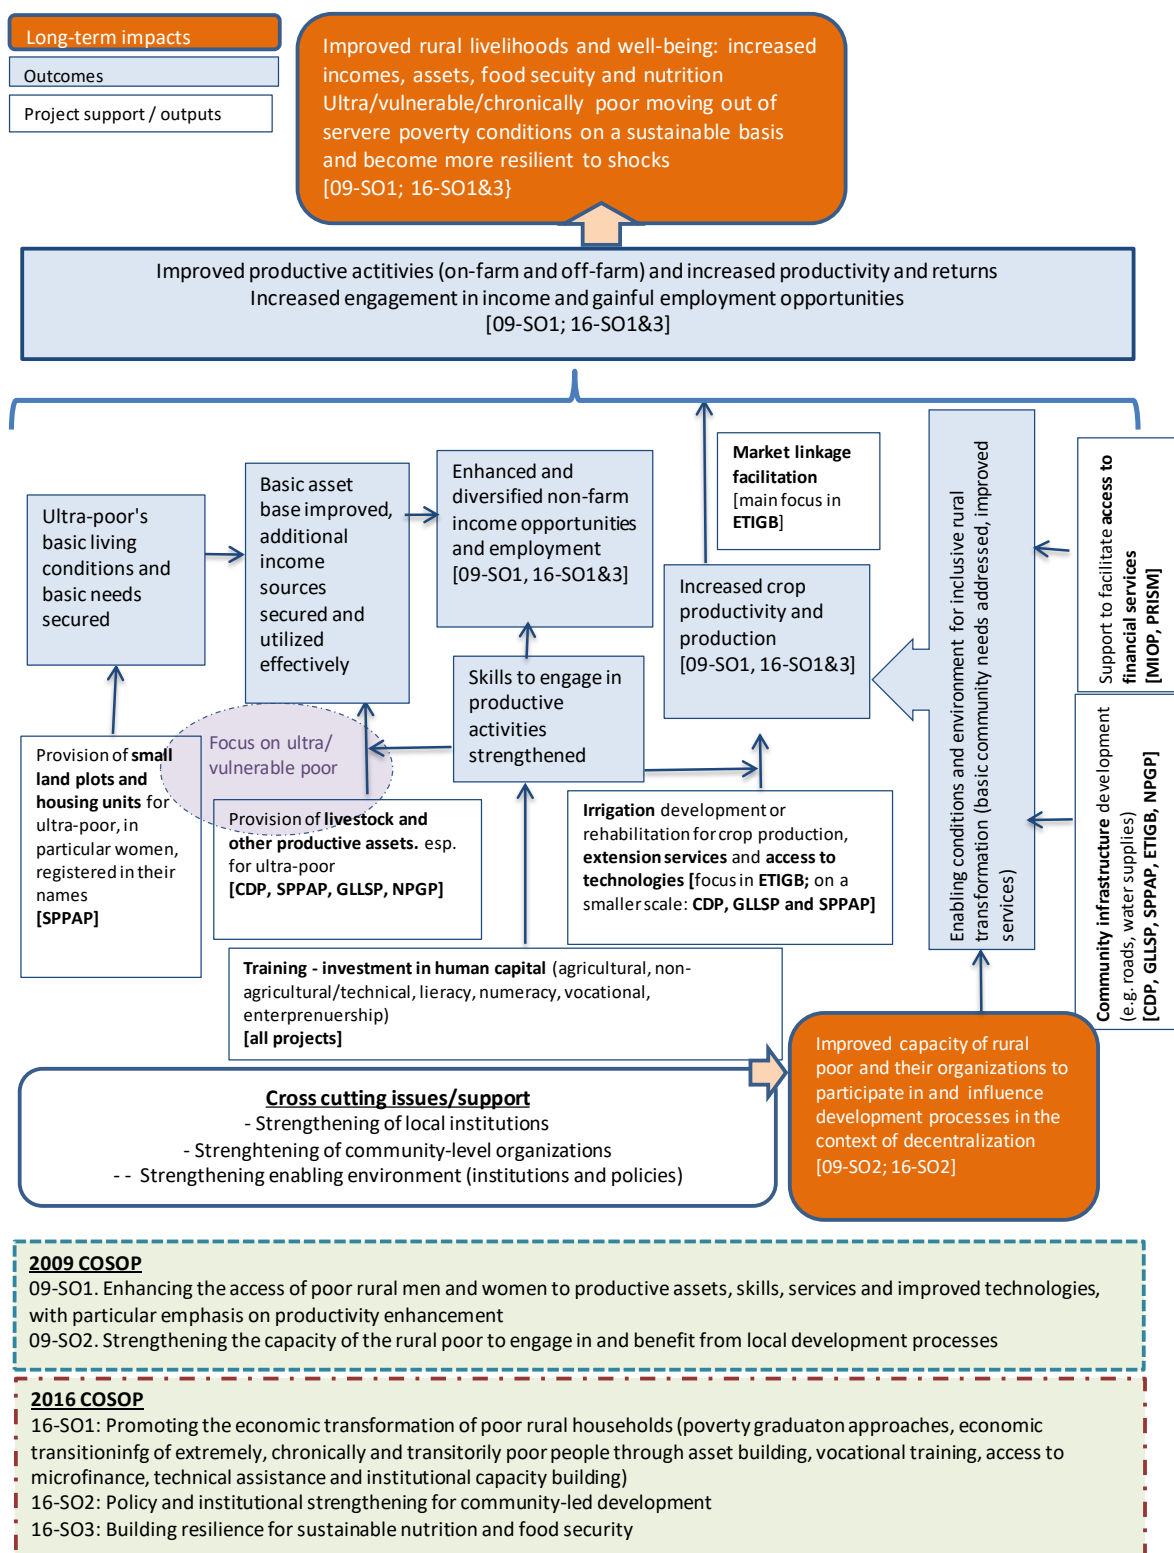 Long-term impacts
Outcomes
Project support / outputs
Improved rural livelihoods and well-being: increased
incomes, assets, food secuity and nutrition
Ultra/vulnerable/chronically poor moving out of
servere poverty conditions on a sustainable basis
and become more resilient to shocks
[09-SO1; 16-SO1&3}
Improved productive actitivies (on-farm and off-farm) and increased productivity and returns
Increased engagement in income and gainful employment opportunities
[09-SO1; 16-SO1&3]
Ultra-poor's
basic living
conditions and
basic needs
secured
Basic asset
base improved,
additional
income
sources
secured and
utilized
effectively
Enhanced and
diversified non-farm
income opportunities
and employment
[09-SO1, 16-SO1&3]
Market linkage
facilitation
[main focus in
ETIGB]
Increased crop
productivity and
production
[09-SO1, 16-SO1&3]
Skills to engage in
productive
activities
strengthened
Enabling conditions and environment for inclusive rural
transformation (basic community needs addressed, improved
services)
Support to facilitate access to
financial services
[MIOP, PRISM]
Community infrastructure development
(e.g. roads, water supplies)
[CDP, GLLSP, SPPAP, ETIGB, NPGP]
Focus on ultra/
vulnerable poor
Provision of small
land plots and
housing units for
ultra-poor, in
particular women,
registered in their
names
[SPPAP]
Provision of livestock and
other productive assets. esp.
for ultra-poor
[CDP, SPPAP, GLLSP, NPGP]
Irrigation development or
rehabilitation for crop production,
extension services and access to
technologies [focus in ETIGB; on a
smaller scale: CDP, GLLSP and SPPAP]
Training - investment in human capital (agricultural, non-
agricultural/technical, lieracy, numeracy, vocational,
enterprenuership)
[all projects]
Cross cutting issues/support
- Strengthening of local institutions
- Strenghtening of community-level organizations
- - Strengthening enabling environment (institutions and policies)
Improved capacity of rural
poor and their organizations to
participate in and influence
development processes in the
context of decentralization
[09-SO2; 16-SO2]
2009 COSOP
09-SO1. Enhancing the access of poor rural men and women to productive assets, skills, services and improved technologies,
with particular emphasis on productivity enhancement
09-SO2. Strengthening the capacity of the rural poor to engage in and benefit from local development processes
2016 COSOP
16-SO1: Promoting the economic transformation of poor rural households (poverty graduaton approaches, economic
transitioninfg of extremely, chronically and transitorily poor people through asset building, vocational training, access to
microfinance, technical assistance and institutional capacity building)
16-SO2: Policy and institutional strengthening for community-led development
16-SO3: Building resilience for sustainable nutrition and food security